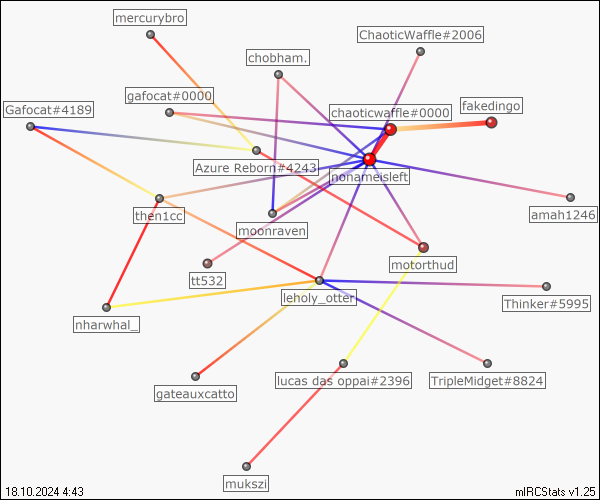 mercurybro
ChaoticWaffle#2006
chobham.
gafocat#0000
Gafocat#4189
chaoticwaffle#0000
fakedingo
Azure Reborn#4243
nonameisleft
then1cc
moonraven
amah1246
motorthud
tt532
leholy_otter
Thinker#5995
nharwhal_
gateauxcatto
lucas das oppai#2396
TripleMidget#8824
mukszi
18.10.2024 4:43
mIRCStats v1.25